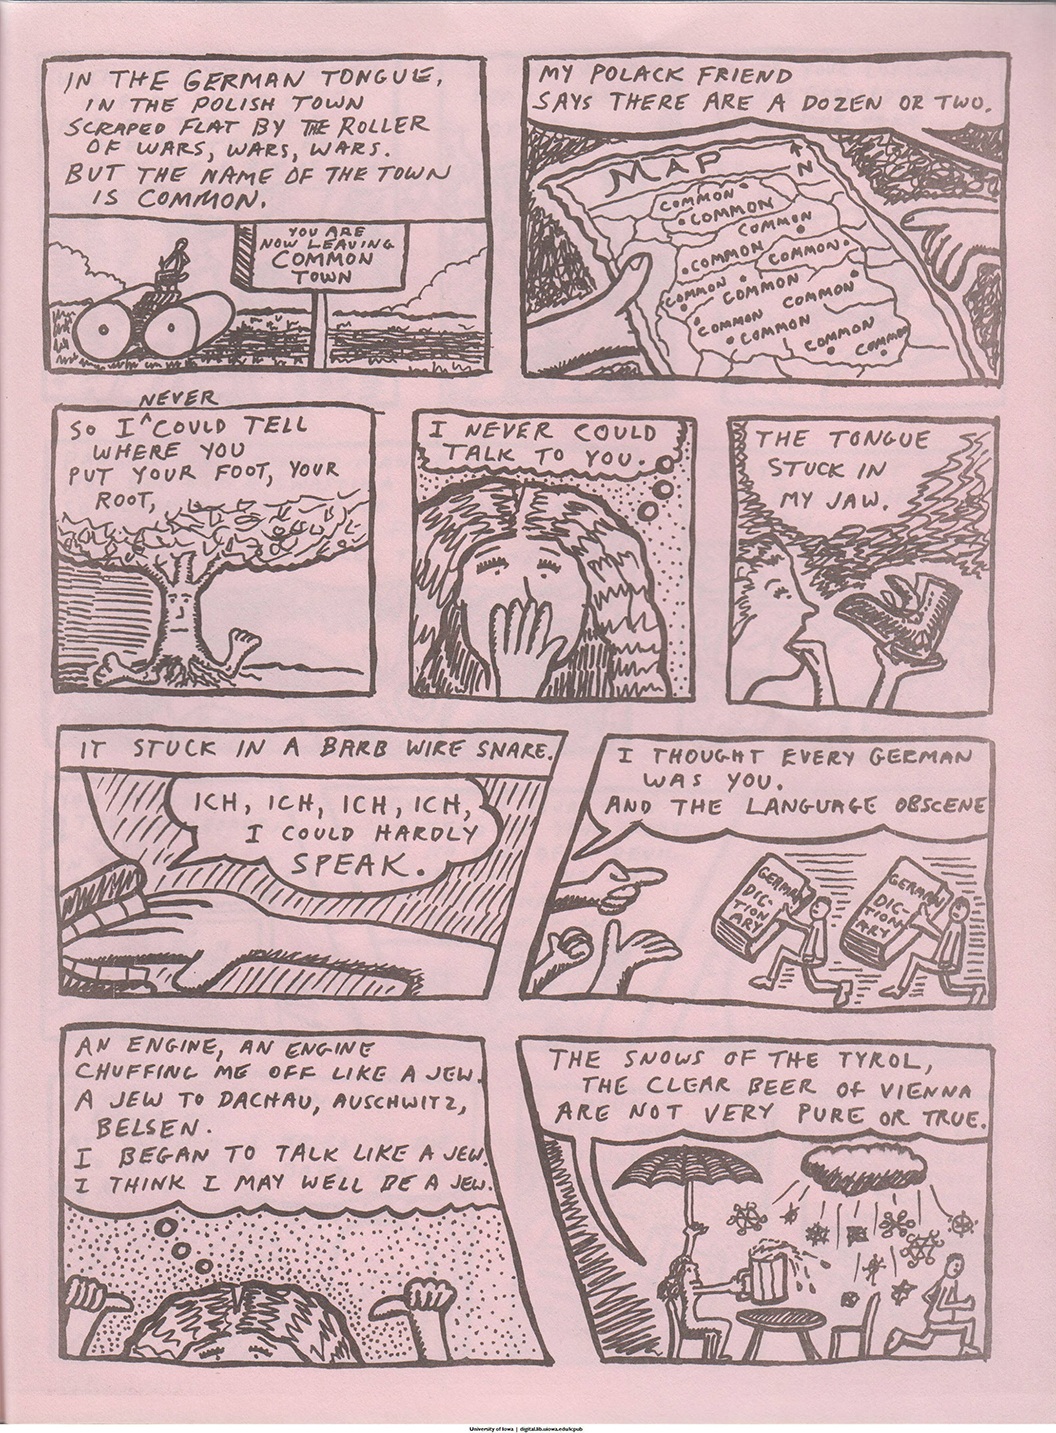 IN THE GERMAN TONGUE,
IN THE POLISH TOWN
SCRAPED FLAT BY THE ROLLER
OF WARS, WARS, WARS.
BUT THE NAME OF THE TOWN
IS COMMON.
YOU ARE
NOW LEAVING
COMMON
TOWN
MY POLACK FRIEND
SAYS THERE ARE A DOZEN OR TWO.
MAP
N
COMMON
COMMON
COMMON
COMMON
COMMON
COMMON
COMMON
COMMON
COMMON
COMMON
COMMON
COMMON
NEVER
SO I ^ COULD TELL
WHERE YOU
PUT YOUR FOOT, YOUR
ROOT,
I NEVER COULD
TALK TO YOU.
THE TONGUE
STUCK IN
MY JAW.
IT STUCK IN A BARB WIRE SNARE.
ICH, ICH, ICH, ICH,
I COULD HARDLY
SPEAK.
I THOUGHT EVERY GERMAN
WAS YOU.
AND THE LANGUAGE OBSCENE
GERMAN
DIC-
TION
ARY
GERMAN
DIC-
TION
ARY
AN ENGINE, AN ENGINE
CHUFFING ME OFF LIKE A JEW.
A JEW TO DACHAU, AUSCHWITZ,
BELSEN.
I BEGAN TO TALK LIKE A JEW.
I THINK I MAY WELL BE A JEW.
THE SNOWS OF THE TYROL,
THE CLEAR BEER OF VIENNA
ARE NOT VERY PURE OR TRUE.
University of Iowa | digital.lib.uiowa.edu/icpub